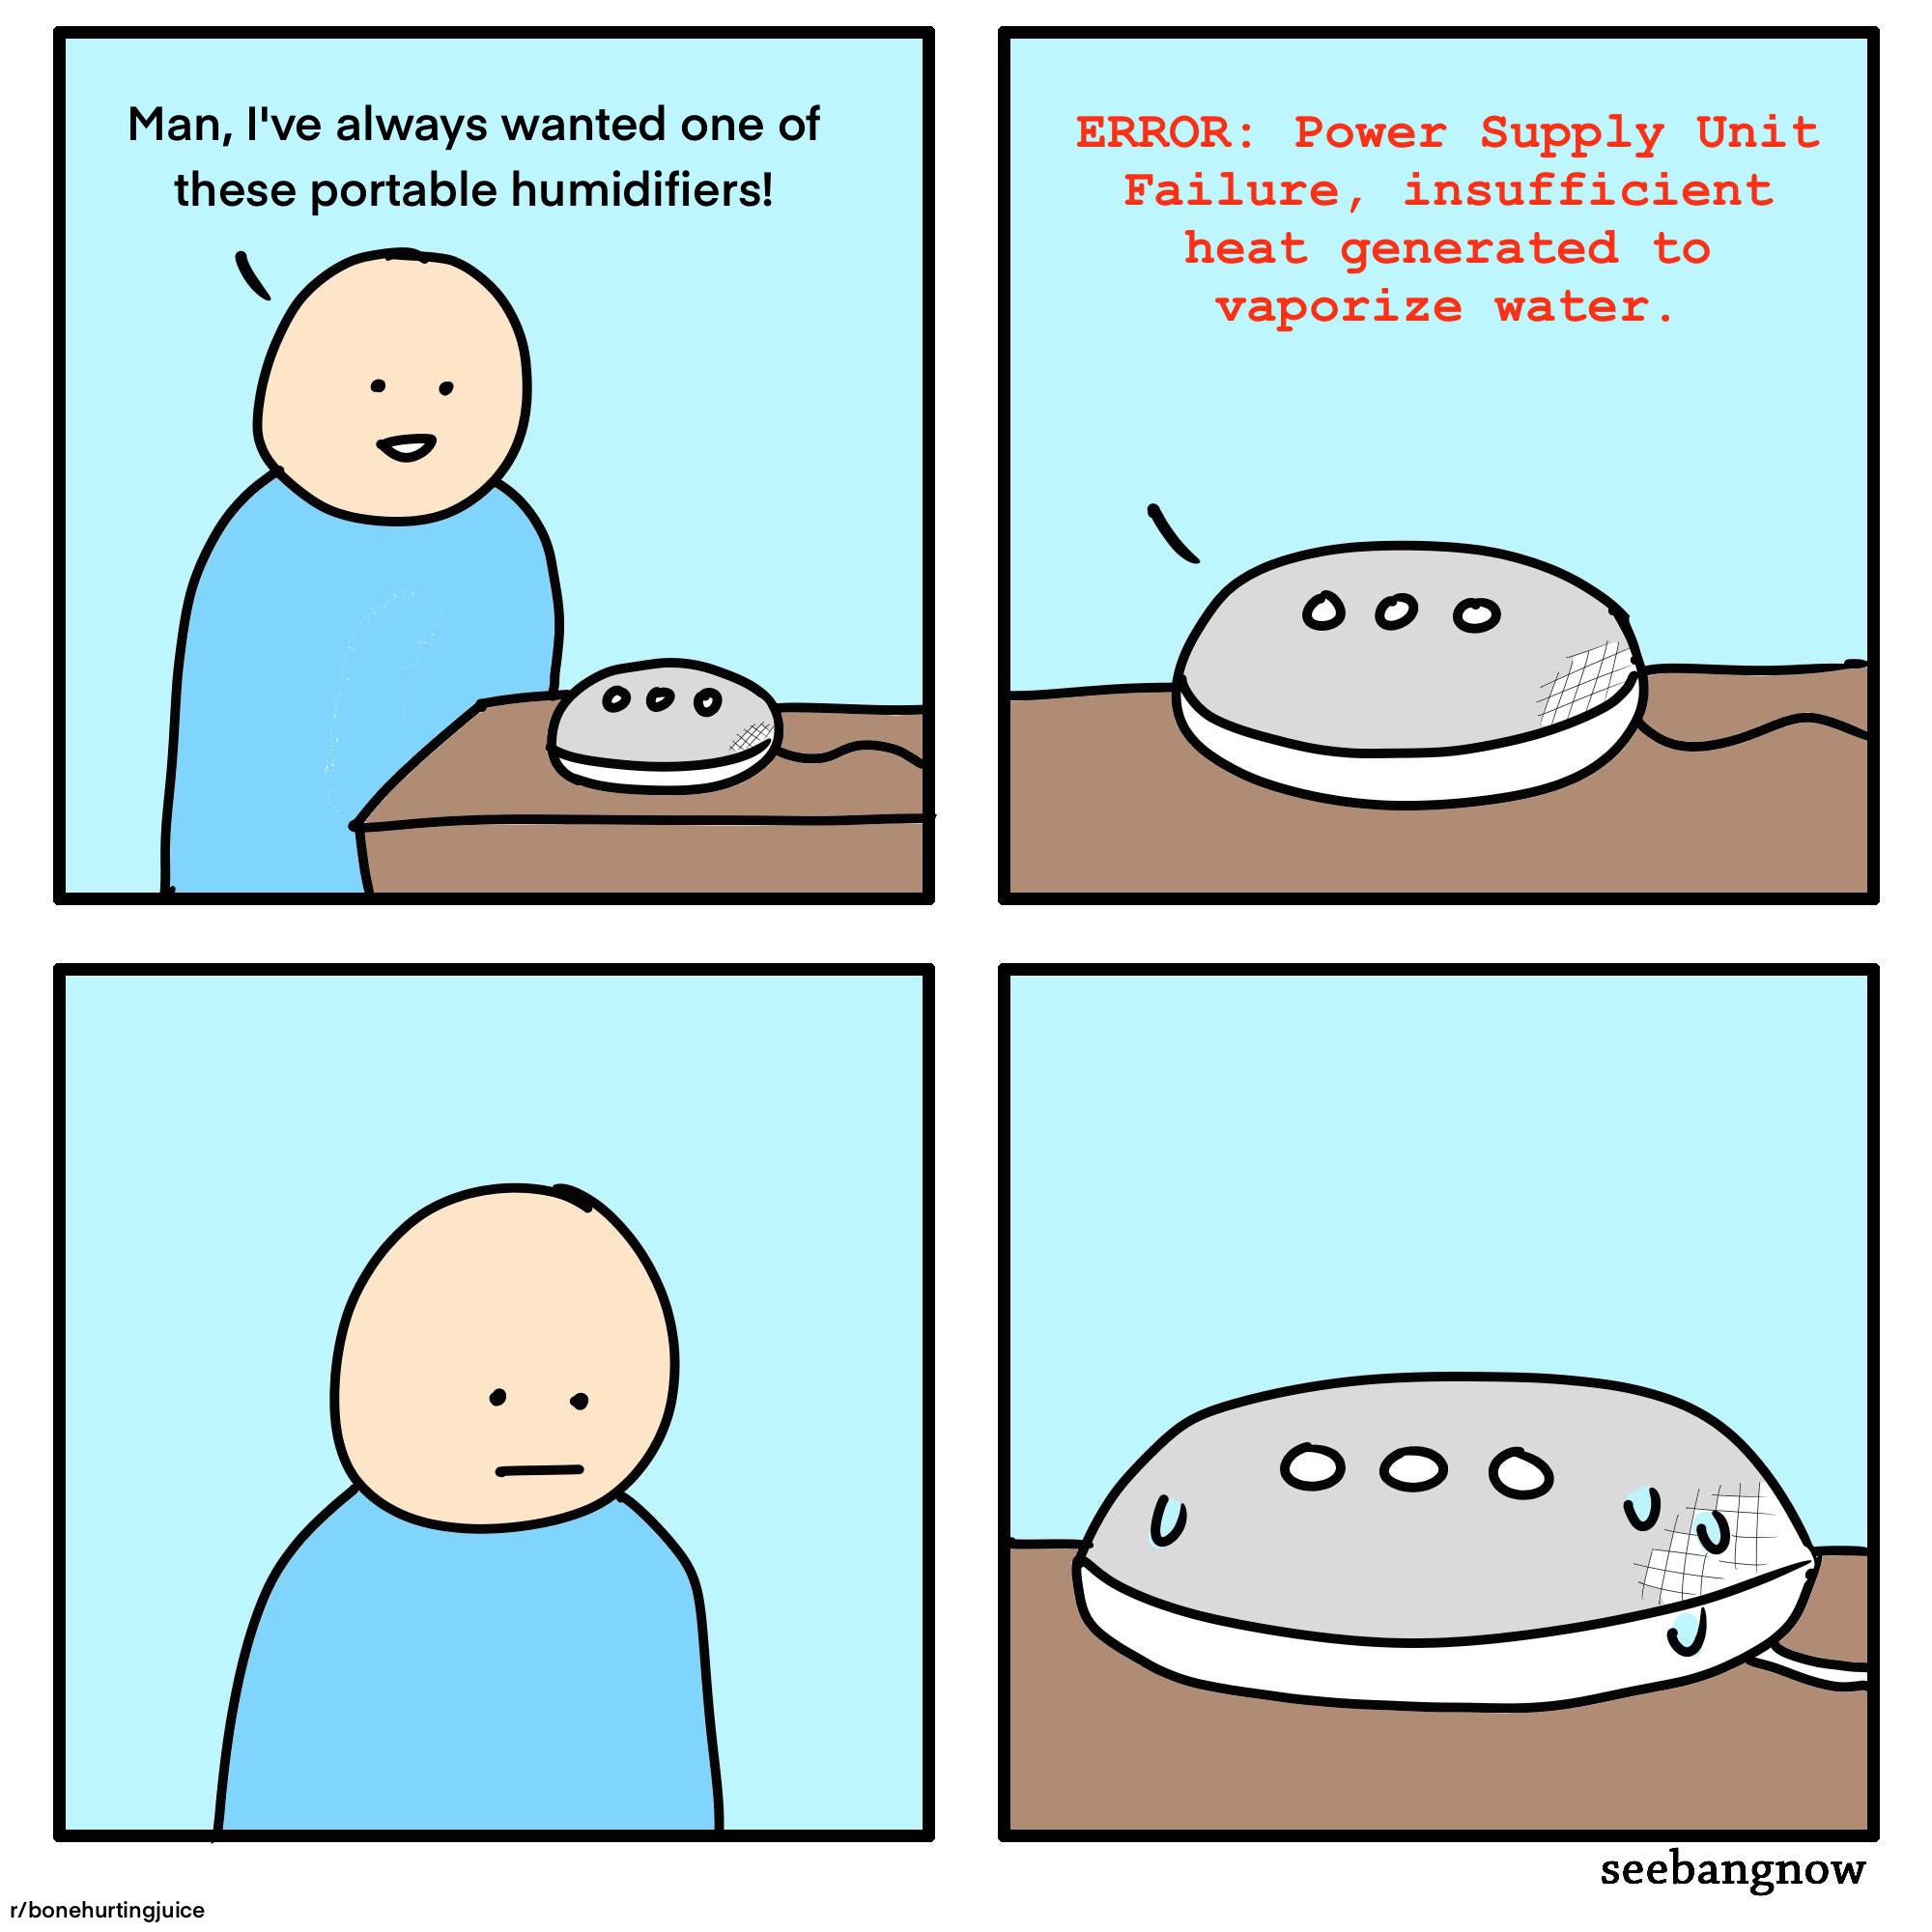 Man, I've always wanted one of
these portable humidifiers!
ERROR: Power Supply Unit
Failure, insufficient
heat generated to
vaporize water.
seebangnow
r/bonehurtingjuice